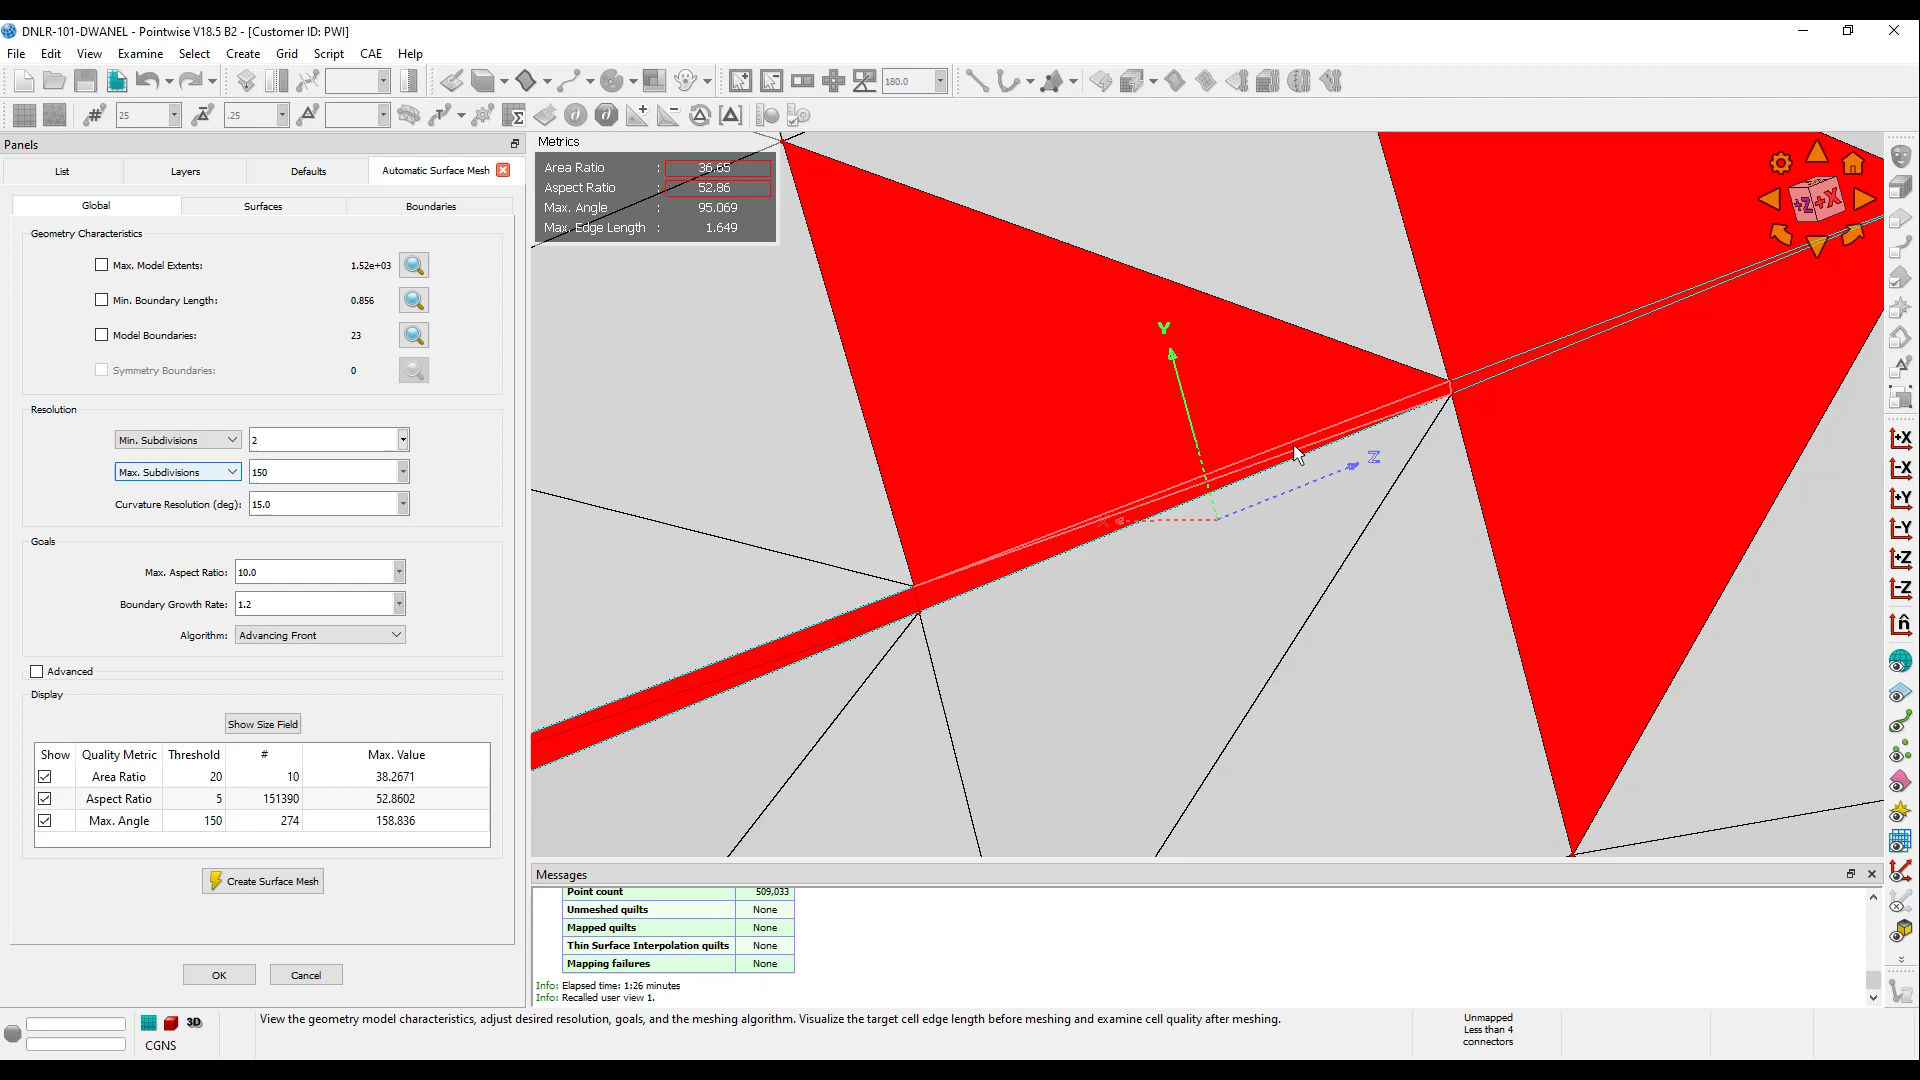 DNLR-101-DWANEL - Pointwise V18.5 B2 - [Customer ID: PWI]
File Edit View Examine Select Create Grid Script CAE Help
180.0
25 .25
Panels
List Layers Defaults Automatic Surface Mesh
Global Surfaces Boundaries
Geometry Characteristics
Max. Model Extents: 1.52e+03
Min. Boundary Length: 0.856
Model Boundaries: 23
Symmetry Boundaries: 0
Resolution
Min. Subdivisions 2
Max. Subdivisions 150
Curvature Resolution (deg): 15.0
Goals
Max. Aspect Ratio: 10.0
Boundary Growth Rate: 1.2
Algorithm: Advancing Front
Advanced
Display
Show Size Field
Show Quality Metric Threshold # Max. Value
Area Ratio 20 10 38.2671
Aspect Ratio 5 151390 52.8602
Max. Angle 150 274 158.836
Create Surface Mesh
OK Cancel
Metrics
Area Ratio : 36.65
Aspect Ratio : 52.86
Max. Angle : 95.069
Max. Edge Length : 1.649
Y
Z
X
+Z +X
+X
-X
+Y
-Y
+Z
-Z
n̂
Messages
Point count 509,033
Unmeshed quilts None
Mapped quilts None
Thin Surface Interpolation quilts None
Mapping failures None
Info: Elapsed time: 1:26 minutes
Info: Recalled user view 1.
3D
CGNS
View the geometry model characteristics, adjust desired resolution, goals, and the meshing algorithm. Visualize the target cell edge length before meshing and examine cell quality after meshing.
Unmapped
Less than 4
connectors